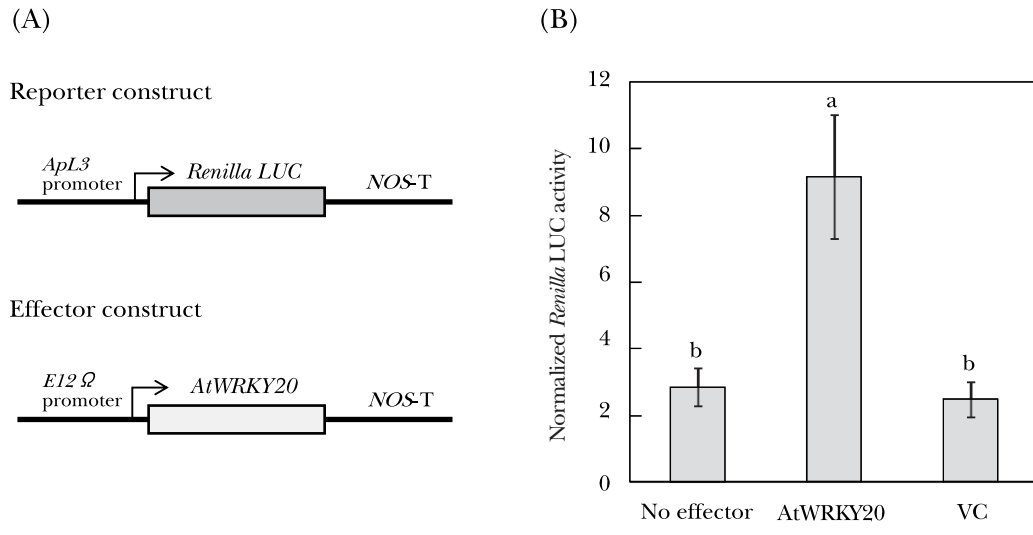 (A)
Reporter construct
ApL3
promoter
Renilla LUC
NOS-T
Effector construct
E12 Ω
promoter
AtWRKY20
NOS-T
(B)
Normalized Renilla LUC activity
12
10
8
6
4
2
0
b
a
b
No effector
AtWRKY20
VC